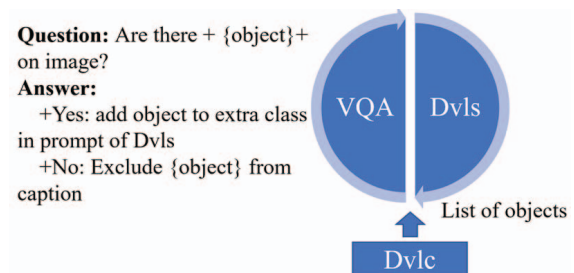 Question: Are there + {object}+
on image?
Answer:
+Yes: add object to extra class
in prompt of Dvls
+No: Exclude {object} from
caption
VQA
Dvls
List of objects
Dvlc